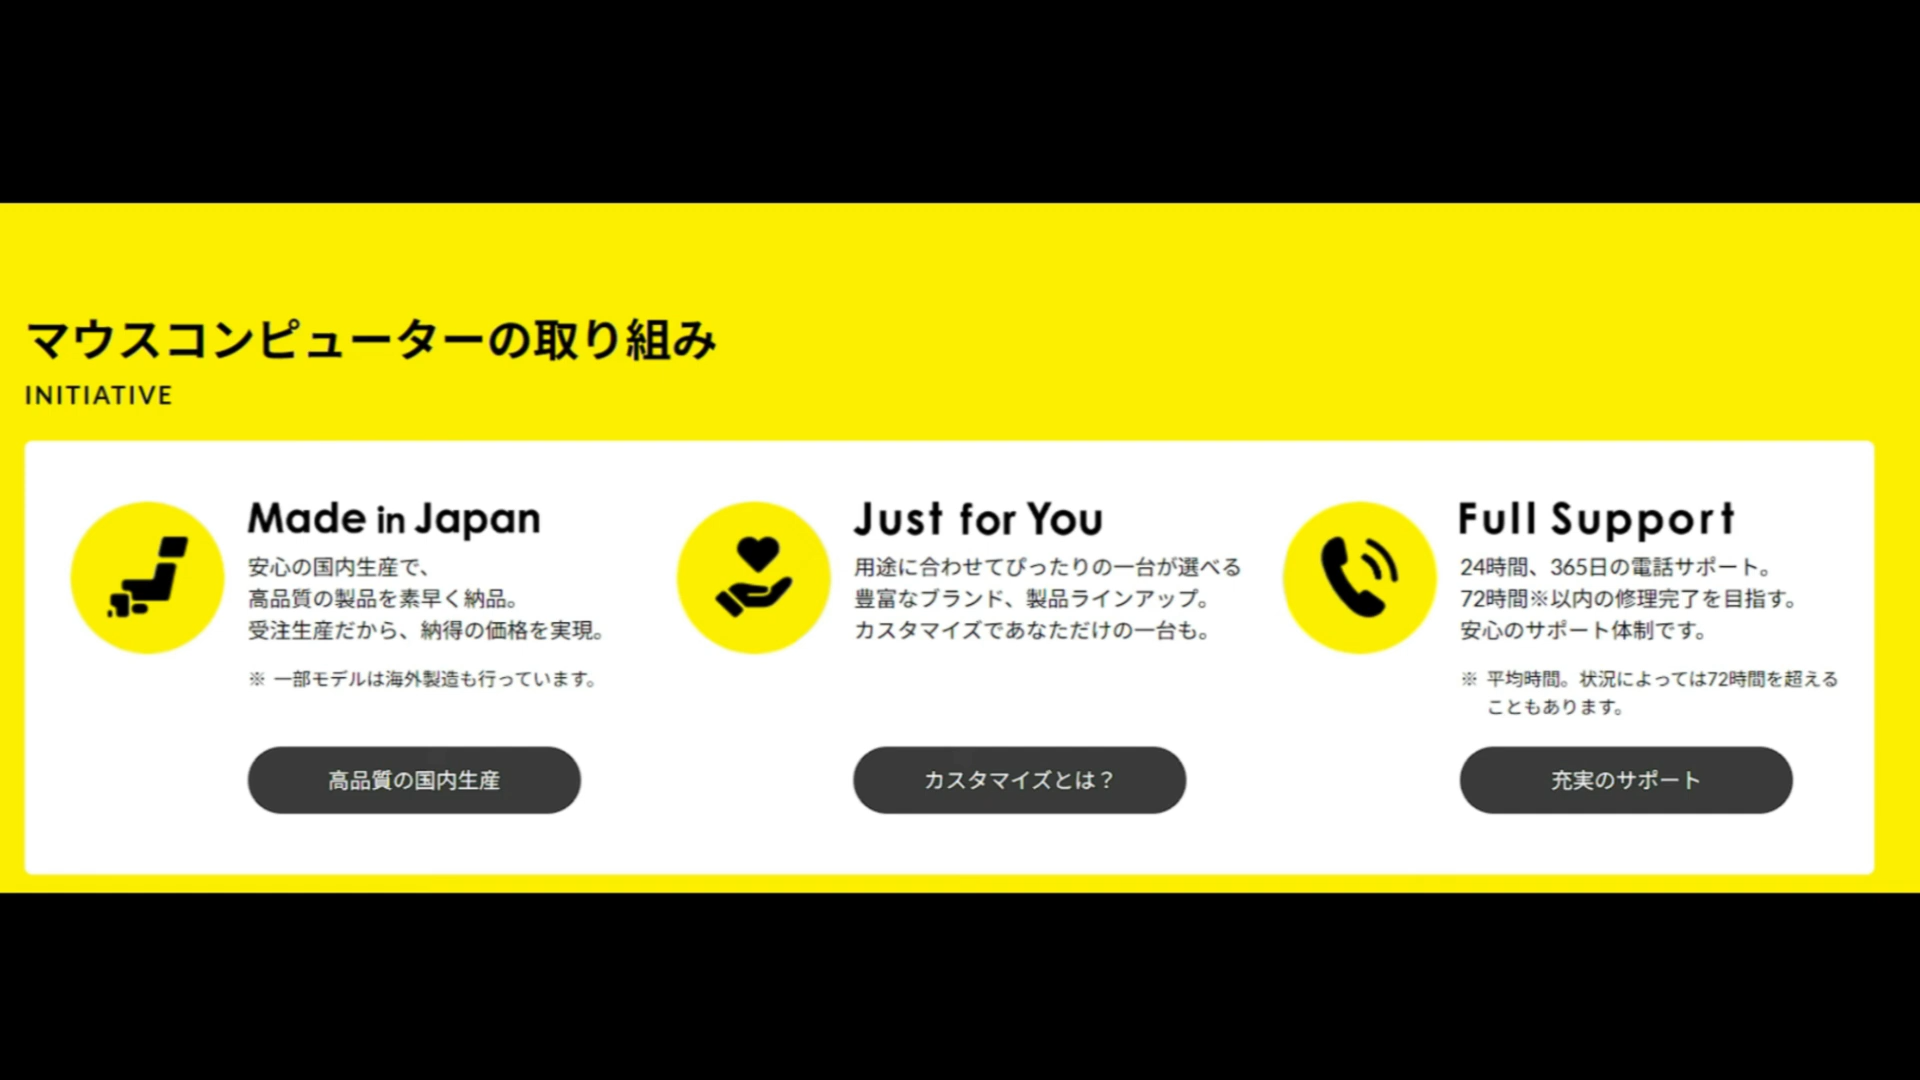 マウスコンピューターの取り組み
INITIATIVE
Made in Japan
安心の国内生産で、
高品質の製品を素早く納品。
受注生産だから、納得の価格を実現。
※ 一部モデルは海外製造も行っています。
高品質の国内生産
Just for You
用途に合わせてぴったりの一台が選べる
豊富なブランド、製品ラインアップ。
カスタマイズであなただけの一台も。
カスタマイズとは？
Full Support
24時間、365日の電話サポート。
72時間※以内の修理完了を目指す。
安心のサポート体制です。
※ 平均時間。状況によっては72時間を超える
こともあります。
充実のサポート